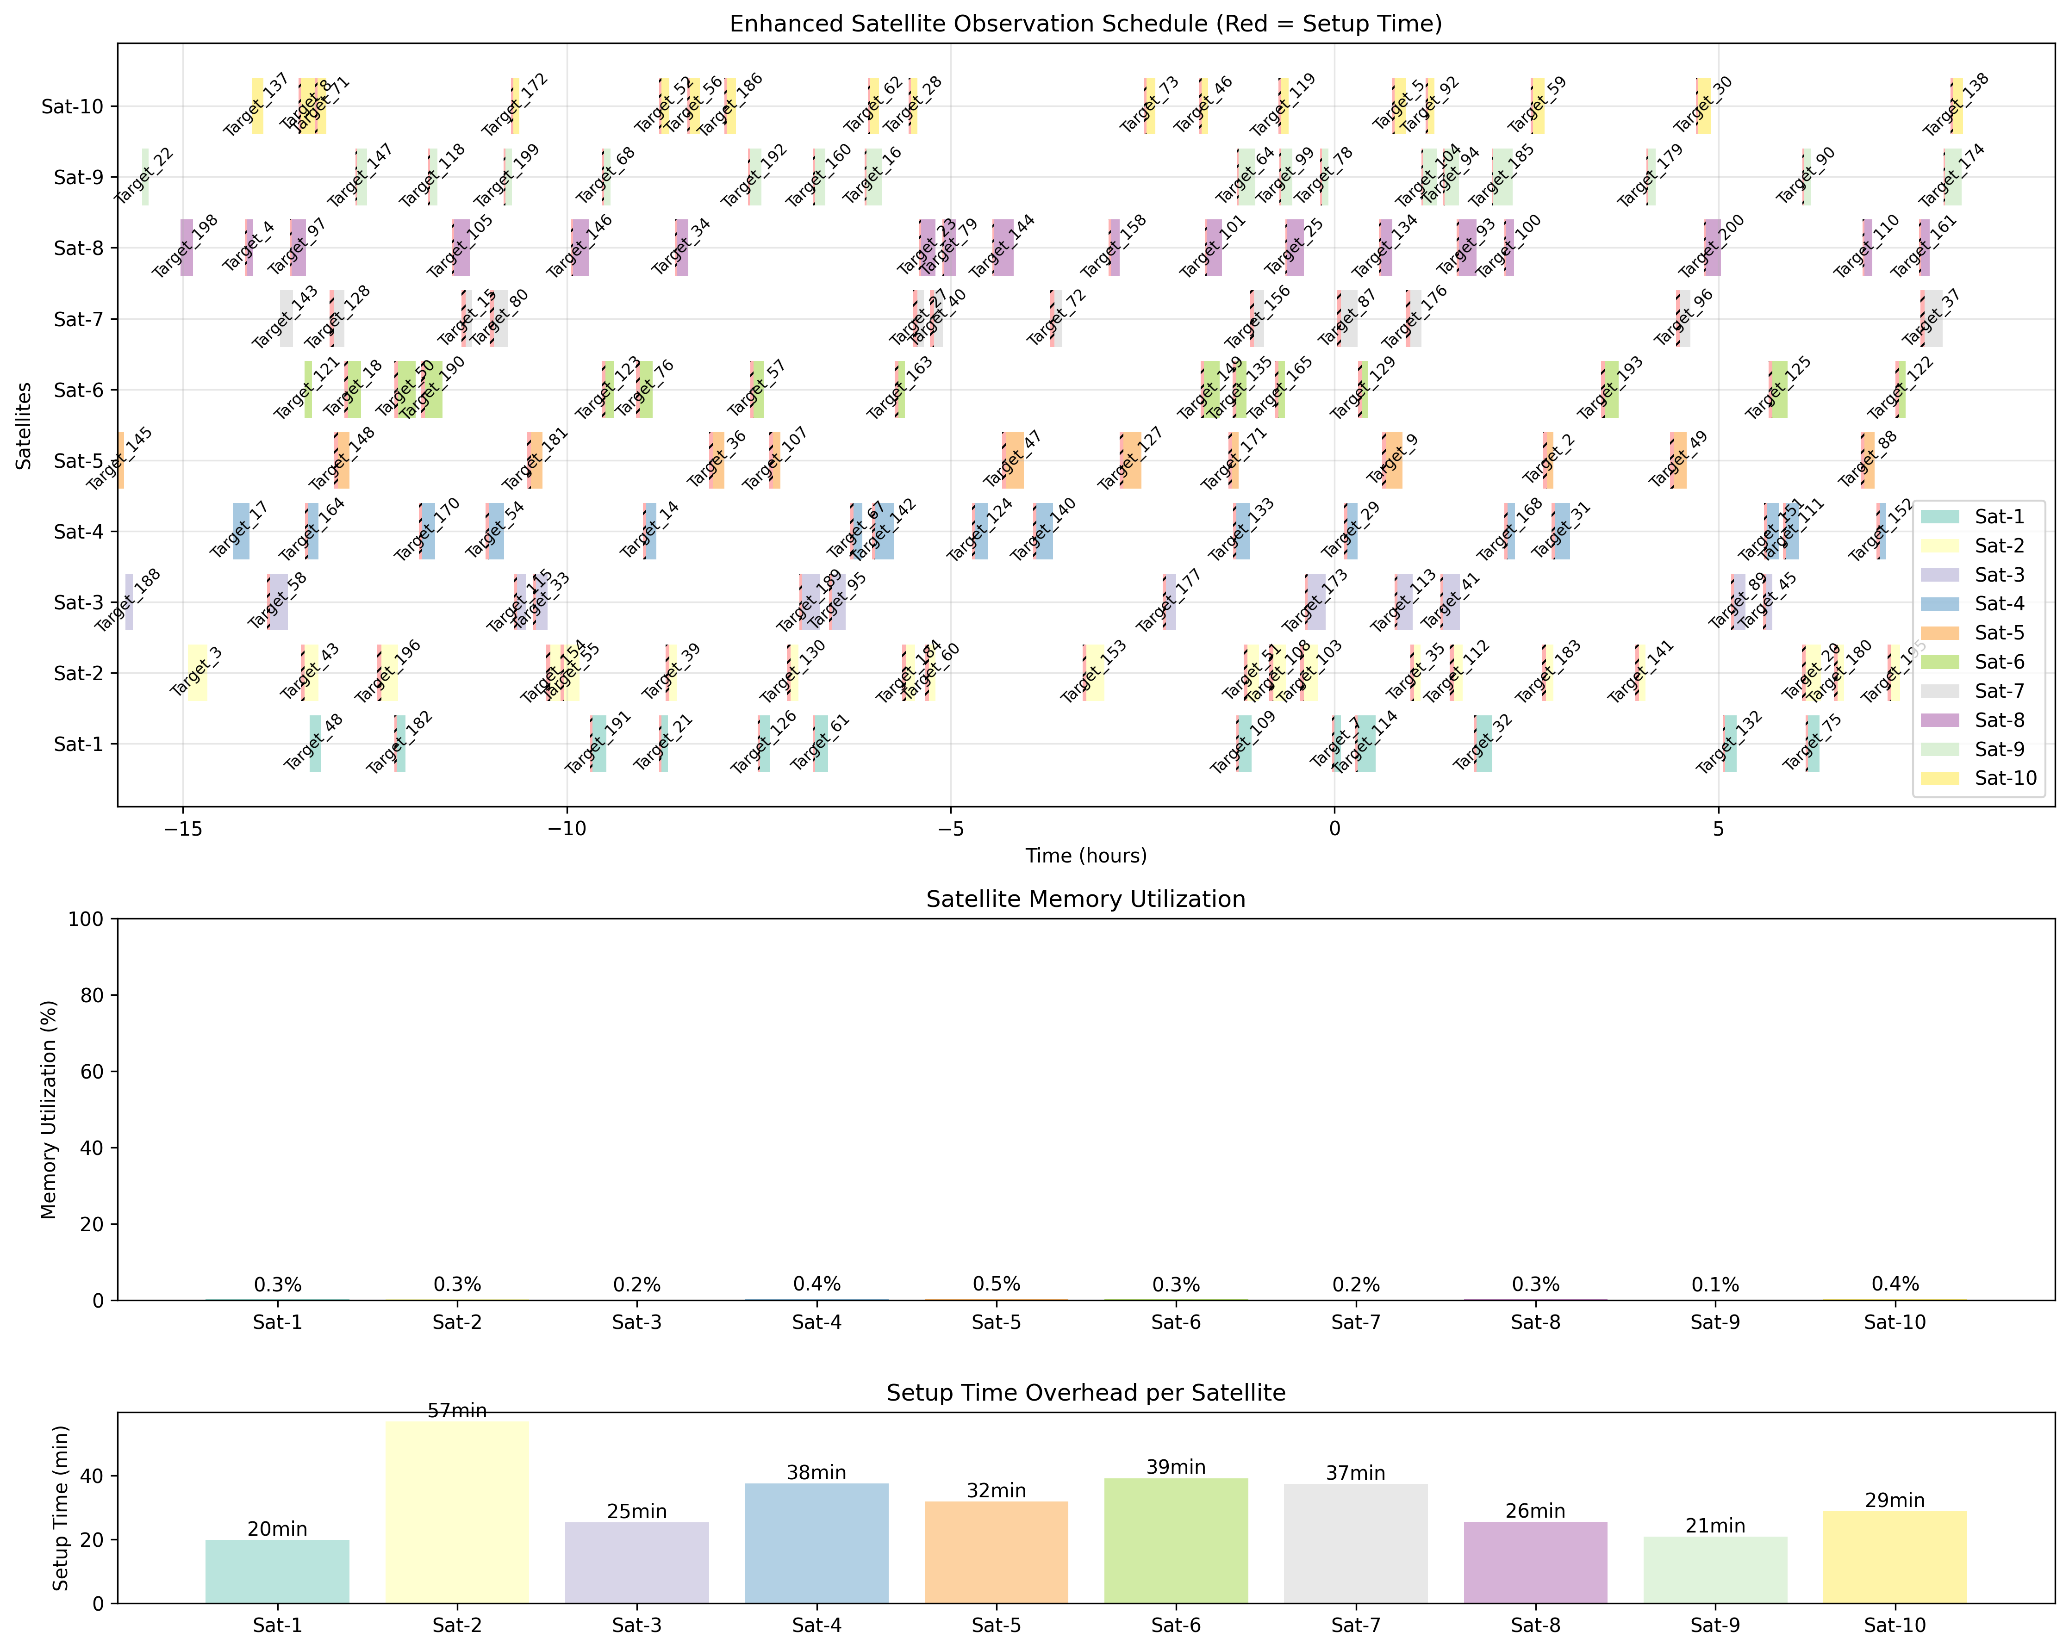 Enhanced Satellite Observation Schedule (Red = Setup Time)
Satellites
Sat-10
Target_137 Target_8 Target_71 Target_172 Target_52 Target_56 Target_186 Target_62 Target_28 Target_73 Target_46 Target_119 Target_5 Target_92 Target_59 Target_30 Target_138
Sat-9
Target_22 Target_147 Target_118 Target_199 Target_68 Target_192 Target_160 Target_16 Target_64 Target_99 Target_78 Target_104 Target_94 Target_185 Target_179 Target_90 Target_174
Sat-8
Target_198 Target_4 Target_97 Target_105 Target_146 Target_34 Target_23 Target_79 Target_144 Target_158 Target_101 Target_25 Target_134 Target_93 Target_100 Target_200 Target_110 Target_161
Sat-7
Target_143 Target_128 Target_15 Target_80 Target_27 Target_40 Target_72 Target_156 Target_87 Target_176 Target_96 Target_37
Sat-6
Target_121 Target_18 Target_50 Target_190 Target_123 Target_76 Target_57 Target_163 Target_149 Target_135 Target_165 Target_129 Target_193 Target_125 Target_122
Sat-5
Target_145 Target_148 Target_181 Target_36 Target_107 Target_47 Target_127 Target_171 Target_9 Target_2 Target_49 Target_88
Sat-4
Target_17 Target_164 Target_170 Target_54 Target_14 Target_67 Target_142 Target_124 Target_140 Target_133 Target_29 Target_168 Target_31 Target_151 Target_111 Target_152
Sat-3
Target_188 Target_58 Target_115 Target_33 Target_189 Target_95 Target_177 Target_173 Target_113 Target_41 Target_89 Target_45
Sat-2
Target_3 Target_43 Target_196 Target_154 Target_55 Target_39 Target_130 Target_184 Target_60 Target_153 Target_51 Target_108 Target_103 Target_35 Target_112 Target_183 Target_141 Target_20 Target_180 Target_195
Sat-1
Target_48 Target_182 Target_191 Target_21 Target_126 Target_61 Target_109 Target_7 Target_114 Target_32 Target_132 Target_75
Sat-1
Sat-2
Sat-3
Sat-4
Sat-5
Sat-6
Sat-7
Sat-8
Sat-9
Sat-10
−15 −10 −5 0 5
Time (hours)
Satellite Memory Utilization
Memory Utilization (%)
100
80
60
40
20
0
0.3% 0.3% 0.2% 0.4% 0.5% 0.3% 0.2% 0.3% 0.1% 0.4%
Sat-1 Sat-2 Sat-3 Sat-4 Sat-5 Sat-6 Sat-7 Sat-8 Sat-9 Sat-10
Setup Time Overhead per Satellite
Setup Time (min)
40
20
0
20min 57min 25min 38min 32min 39min 37min 26min 21min 29min
Sat-1 Sat-2 Sat-3 Sat-4 Sat-5 Sat-6 Sat-7 Sat-8 Sat-9 Sat-10